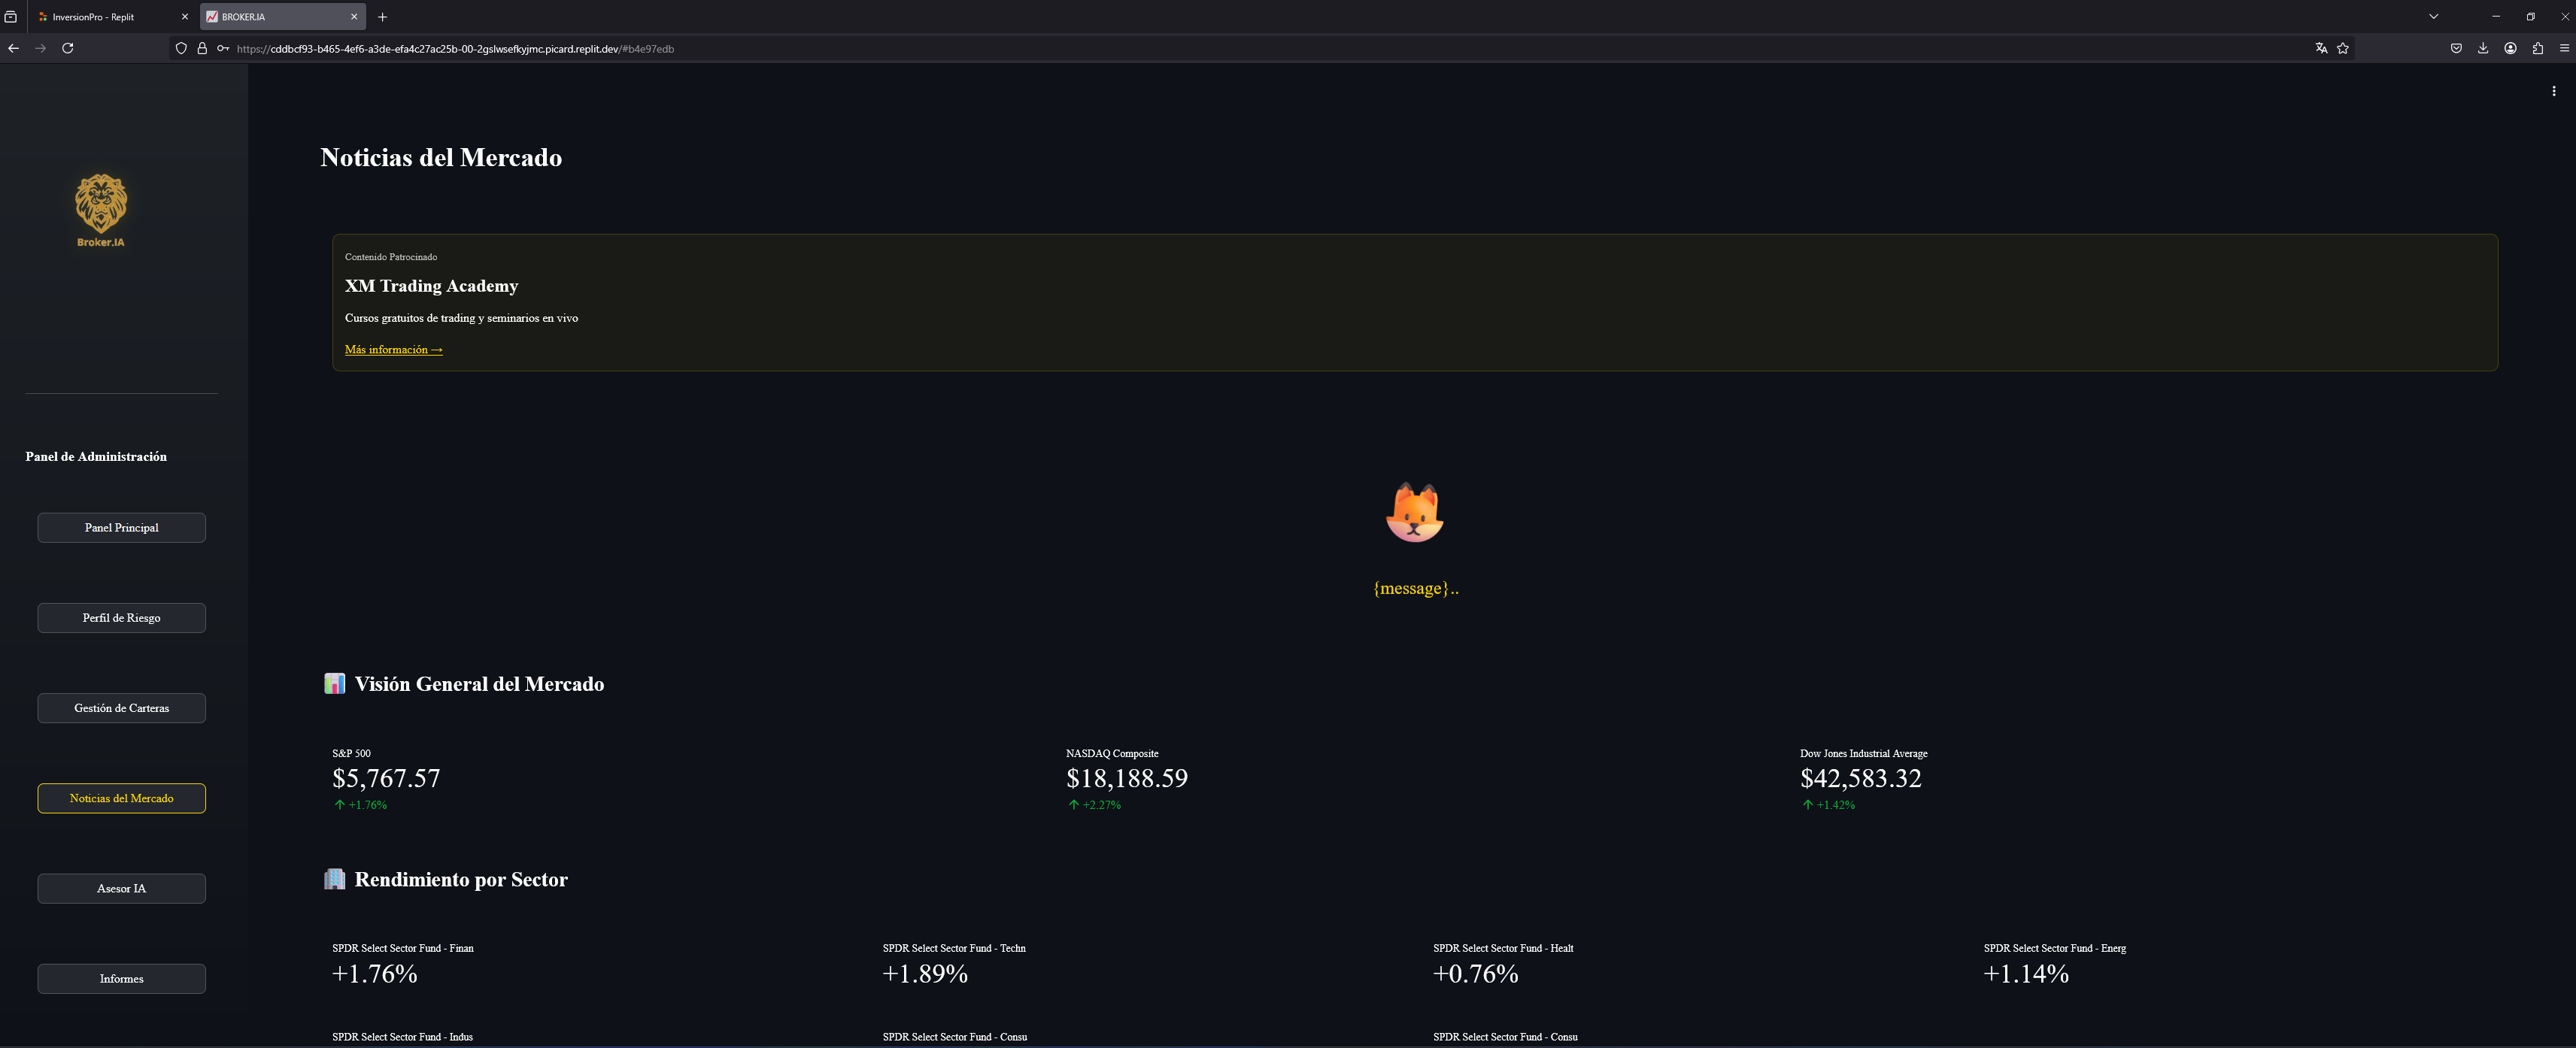 InversionPro - Replit
BROKER.IA
https://cddbcf93-b465-4ef6-a3de-efa4c27ac25b-00-2gslwsefkyjmc.picard.replit.dev/#b4e97edb
Broker.IA
Panel de Administración
Panel Principal
Perfil de Riesgo
Gestión de Carteras
Noticias del Mercado
Asesor IA
Informes
Noticias del Mercado
Contenido Patrocinado
XM Trading Academy
Cursos gratuitos de trading y seminarios en vivo
Más información →
{message}..
Visión General del Mercado
S&P 500
$5,767.57
↑ +1.76%
NASDAQ Composite
$18,188.59
↑ +2.27%
Dow Jones Industrial Average
$42,583.32
↑ +1.42%
Rendimiento por Sector
SPDR Select Sector Fund - Finan
+1.76%
SPDR Select Sector Fund - Techn
+1.89%
SPDR Select Sector Fund - Healt
+0.76%
SPDR Select Sector Fund - Energ
+1.14%
SPDR Select Sector Fund - Indus
SPDR Select Sector Fund - Consu
SPDR Select Sector Fund - Consu